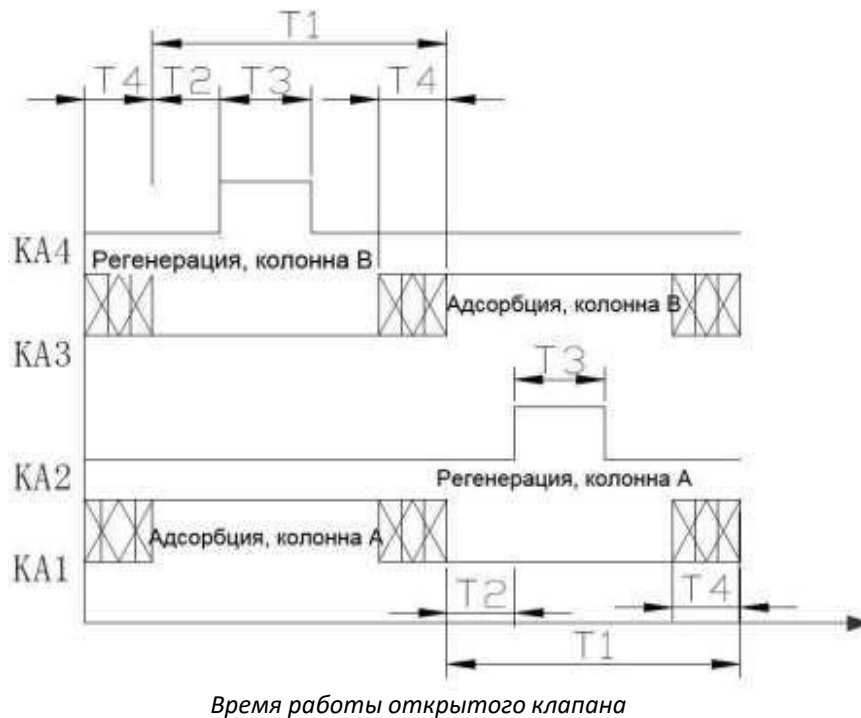 T1
T4 T2 T3 T4
KA4
Регенерация, колонна В
Адсорбция, колонна В
KA3
T3
KA2
Регенерация, колонна А
Адсорбция, колонна А
KA1
T2 T4
T1
Время работы открытого клапана